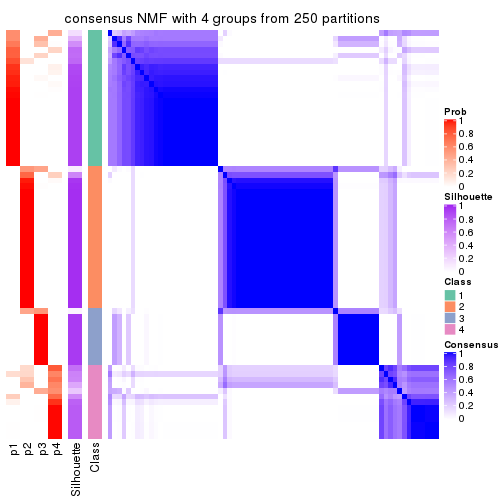 consensus NMF with 4 groups from 250 partitions
Prob
1
0.8
0.6
0.4
0.2
0
Silhouette
1
0.8
0.6
0.4
0.2
0
Class
1
2
3
4
Consensus
1
0.8
0.6
0.4
0.2
0
p1
p2
p3
p4
Silhouette
Class